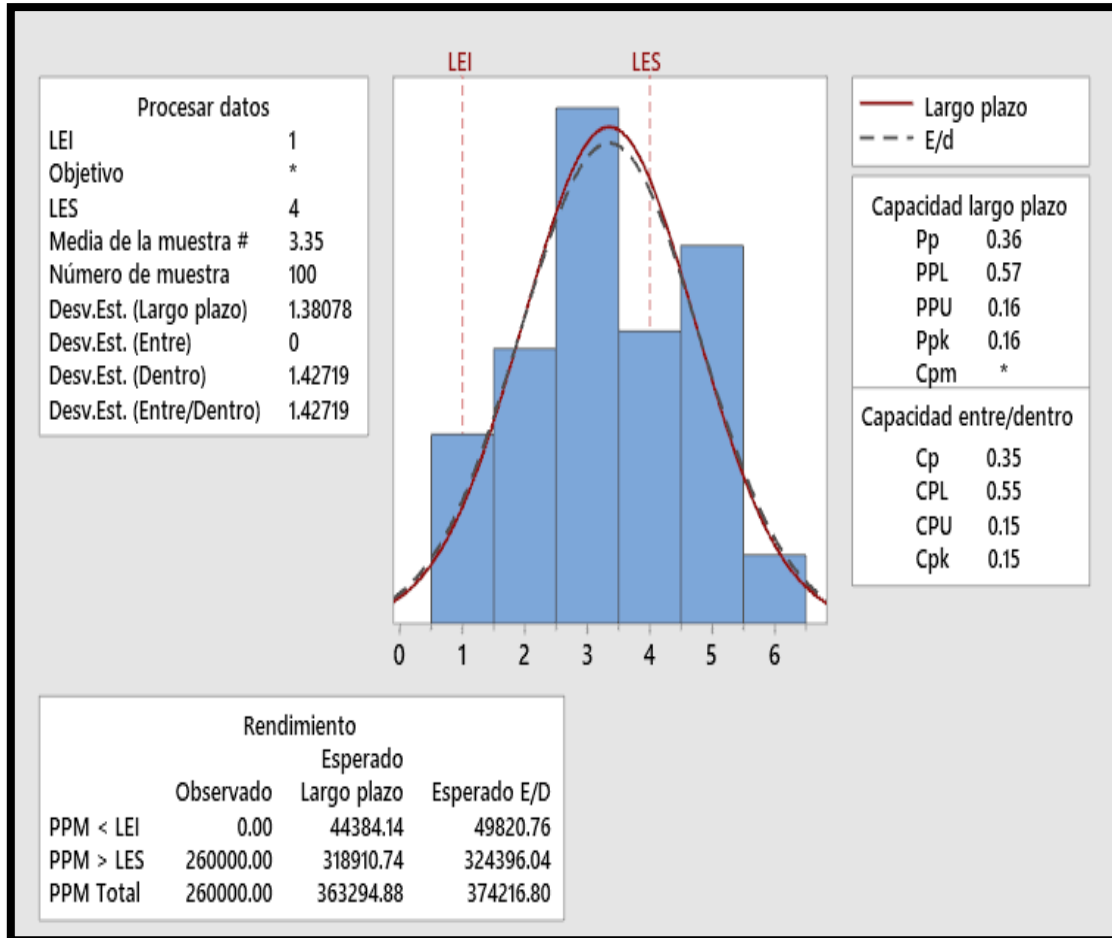 LEI LES
Procesar datos
LEI 1
Objetivo *
LES 4
Media de la muestra # 3.35
Número de muestra 100
Desv.Est. (Largo plazo) 1.38078
Desv.Est. (Entre) 0
Desv.Est. (Dentro) 1.42719
Desv.Est. (Entre/Dentro) 1.42719
0 1 2 3 4 5 6
Largo plazo
E/d
Capacidad largo plazo
Pp 0.36
PPL 0.57
PPU 0.16
Ppk 0.16
Cpm *
Capacidad entre/dentro
Cp 0.35
CPL 0.55
CPU 0.15
Cpk 0.15
Rendimiento
Esperado
Observado Largo plazo Esperado E/D
PPM < LEI 0.00 44384.14 49820.76
PPM > LES 260000.00 318910.74 324396.04
PPM Total 260000.00 363294.88 374216.80